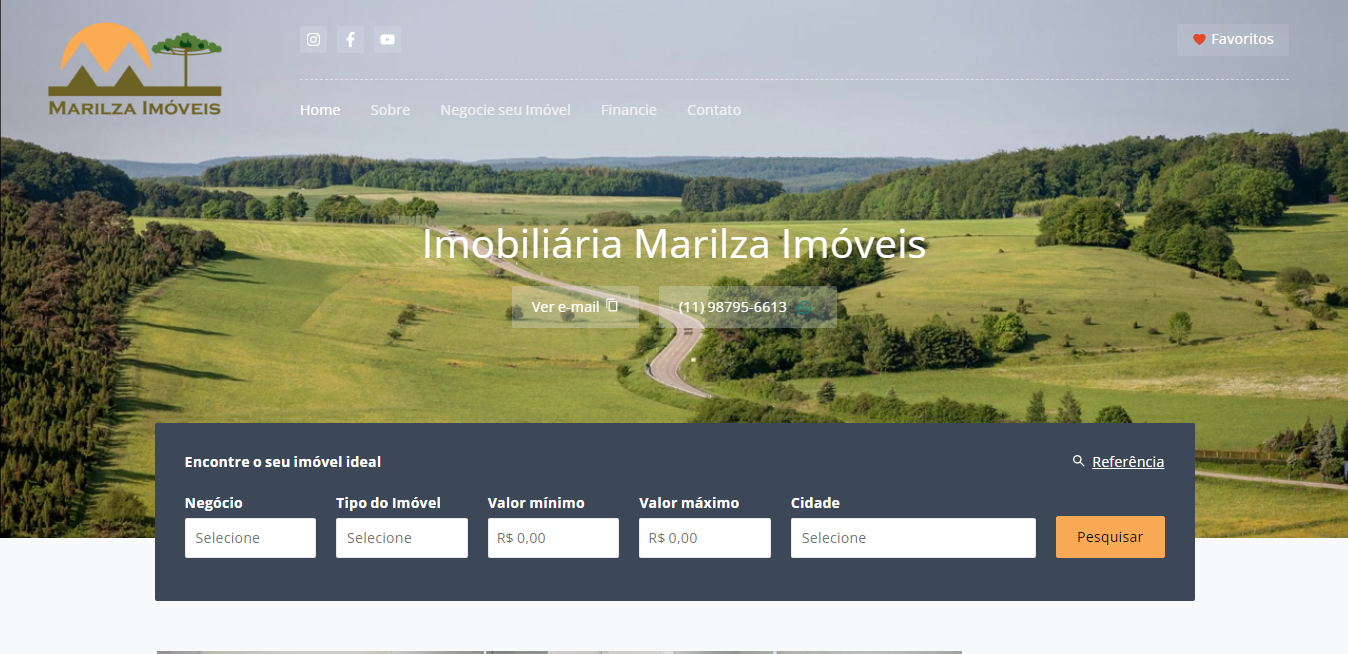 MARILZA IMÓVEIS
Favoritos
Home Sobre Negocie seu Imóvel Financie Contato
Imobiliária Marilza Imóveis
Ver e-mail (11) 98795-6613
Encontre o seu imóvel ideal Referência
Negócio Tipo do Imóvel Valor mínimo Valor máximo Cidade
Selecione Selecione R$ 0,00 R$ 0,00 Selecione Pesquisar